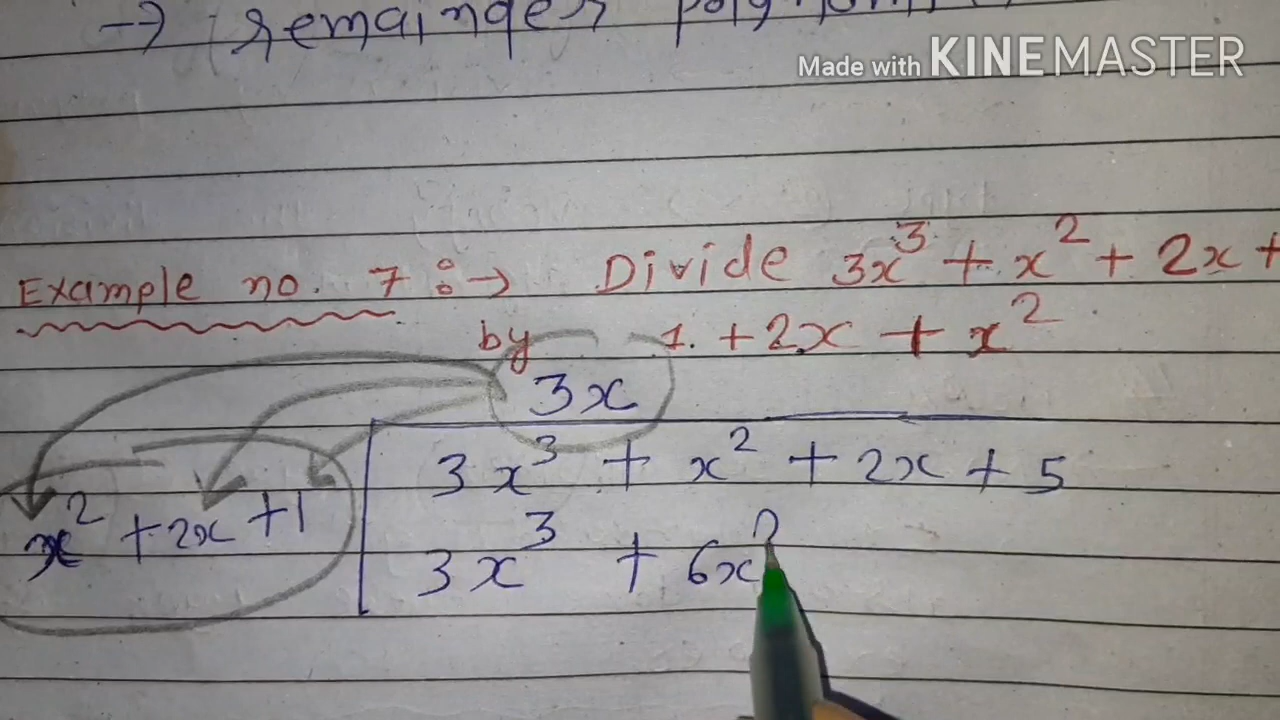 → remainder
Made with KINEMASTER
Example no. 7 :→ Divide 3x³ + x² + 2x +
by 1. + 2x + x²
3x
x² + 2x + 1 3x³ + x² + 2x + 5
3x³ + 6x²